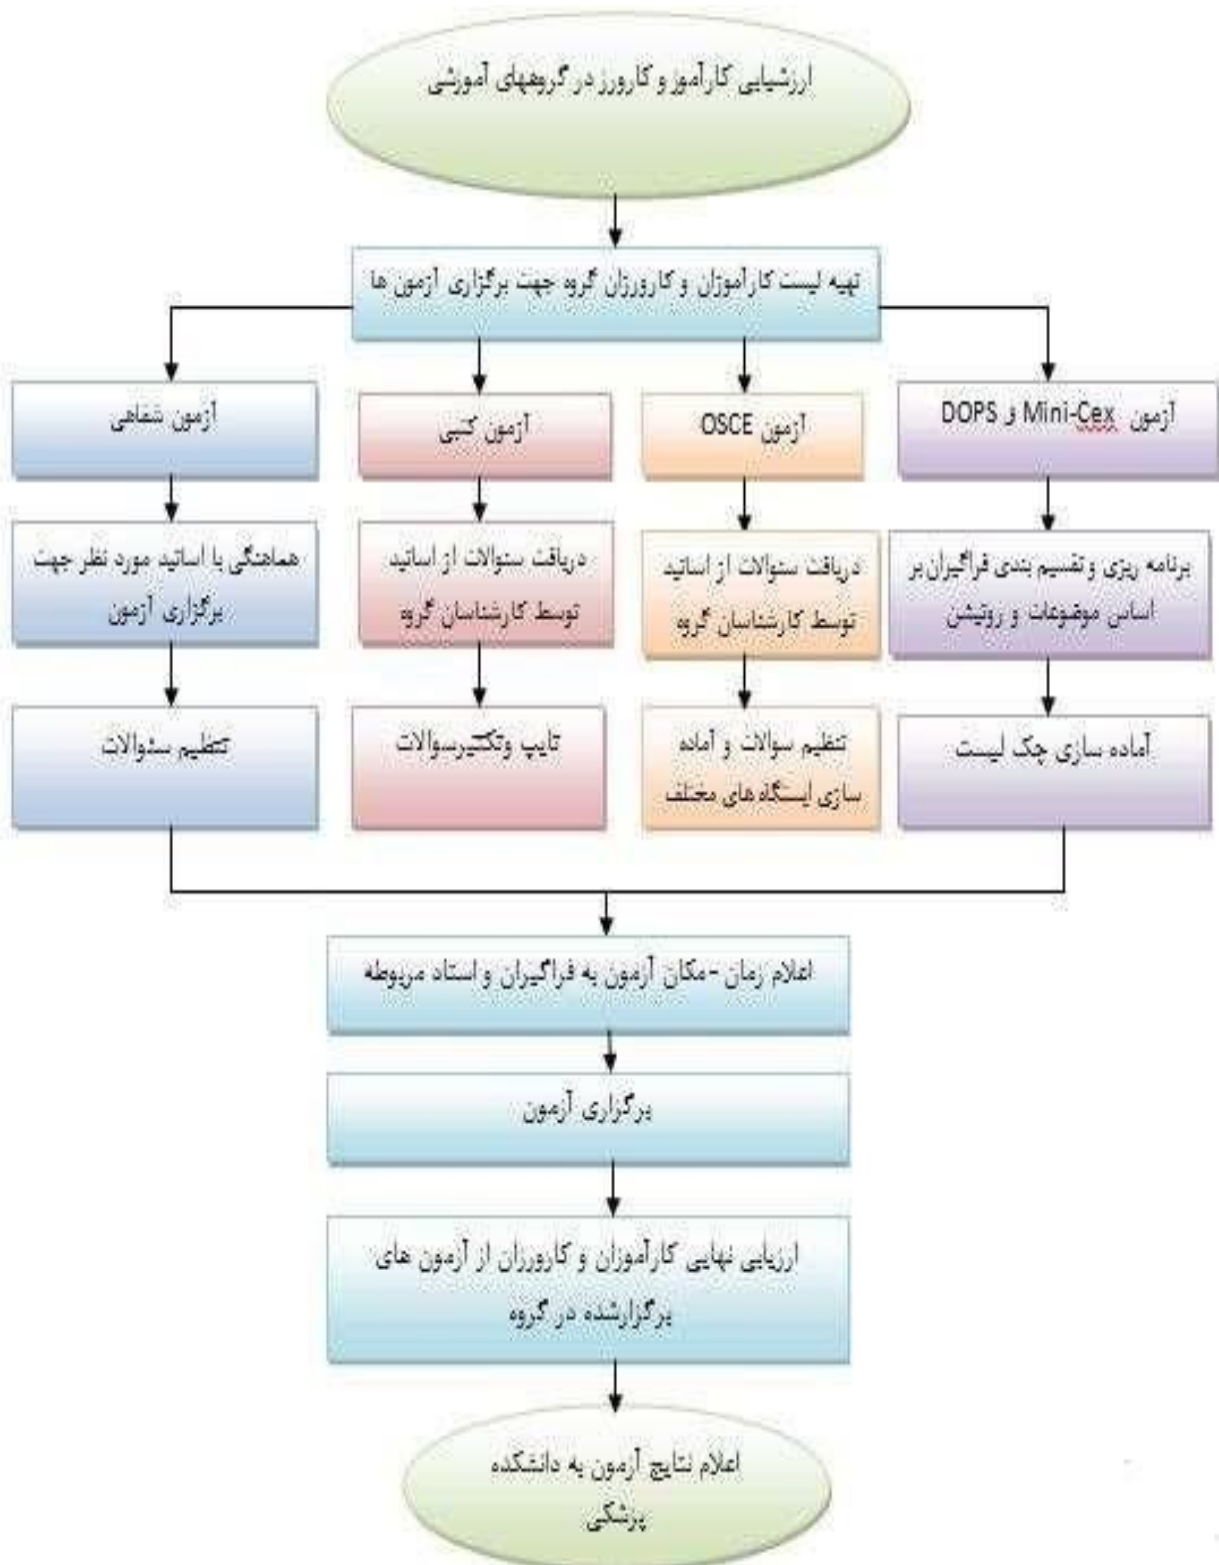 ارزشیابی کارآموز و کارورز در گروههای آموزشی
تهیه لیست کارآموزان و کارورزان گروه جهت برگزاری آزمون ها
آزمون Mini-Cex و DOPS
آزمون OSCE
آزمون کتبی
آزمون شفاهی
برنامه ریزی و تقسیم بندی فراگیران بر
اساس موضوعات و روتیشن
دریافت سئوالات از اساتید
توسط کارشناسان گروه
دریافت سئوالات از اساتید
توسط کارشناسان گروه
هماهنگی با اساتید مورد نظر جهت
برگزاری آزمون
آماده سازی چک لیست
تنظیم سوالات و آماده
سازی ایستگاه های مختلف
تایپ وتکثیرسوالات
تنظیم سئوالات
اعلام زمان -مکان آزمون به فراگیران و استاد مربوطه
برگزاری آزمون
ارزیابی نهایی کارآموزان و کارورزان از آزمون های
برگزارشده در گروه
اعلام نتایج آزمون به دانشکده
پزشکی